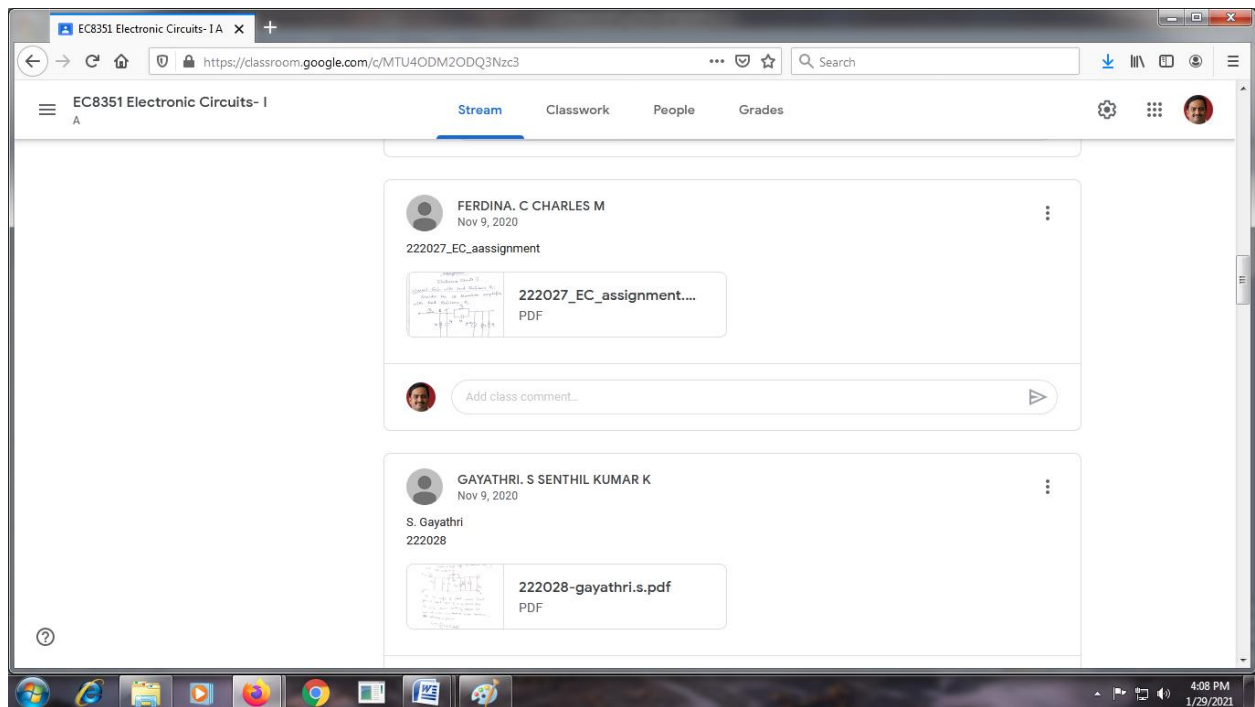 EC8351 Electronic Circuits- I A
https://classroom.google.com/c/MTU4ODM2ODQ3Nzc3
Search
EC8351 Electronic Circuits- I
A
Stream
Classwork
People
Grades
FERDINA. C CHARLES M
Nov 9, 2020
222027_EC_aassignment
222027_EC_assignment....
PDF
Add class comment...
GAYATHRI. S SENTHIL KUMAR K
Nov 9, 2020
S. Gayathri
222028
222028-gayathri.s.pdf
PDF
4:08 PM
1/29/2021